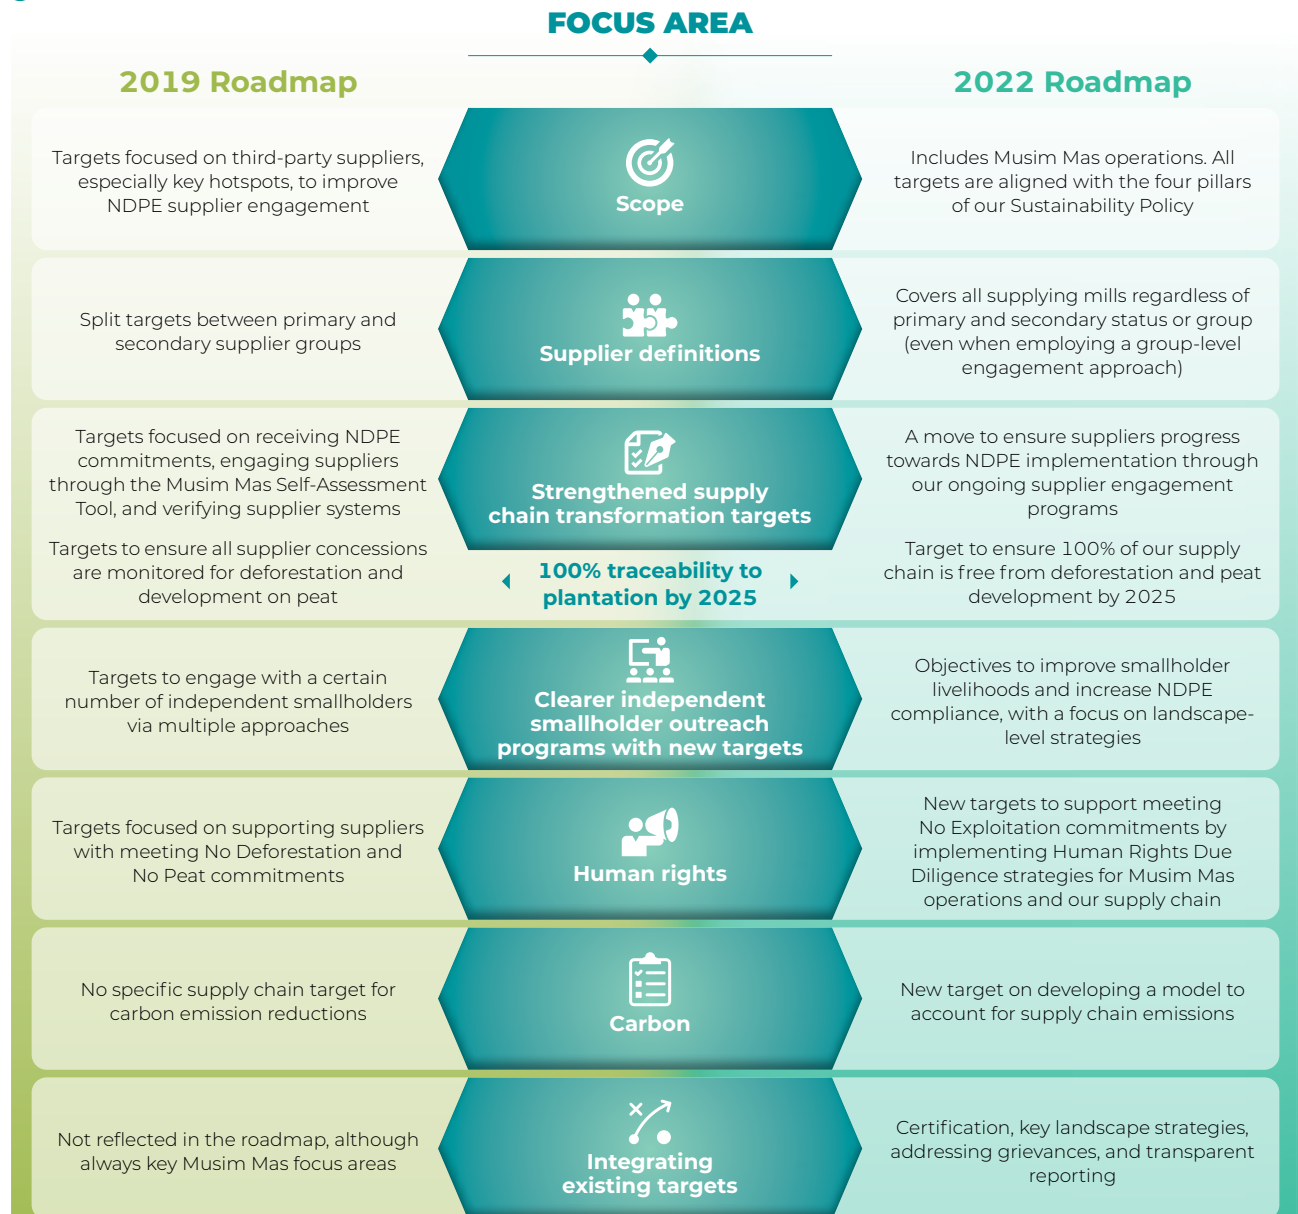 FOCUS AREA
2019 Roadmap
2022 Roadmap
Targets focused on third-party suppliers,
especially key hotspots, to improve
NDPE supplier engagement
Scope
Includes Musim Mas operations. All
targets are aligned with the four pillars
of our Sustainability Policy
Split targets between primary and
secondary supplier groups
Supplier definitions
Covers all supplying mills regardless of
primary and secondary status or group
(even when employing a group-level
engagement approach)
Targets focused on receiving NDPE
commitments, engaging suppliers
through the Musim Mas Self-Assessment
Tool, and verifying supplier systems
Targets to ensure all supplier concessions
are monitored for deforestation and
development on peat
Strengthened supply
chain transformation targets
100% traceability to
plantation by 2025
A move to ensure suppliers progress
towards NDPE implementation through
our ongoing supplier engagement
programs
Target to ensure 100% of our supply
chain is free from deforestation and peat
development by 2025
Targets to engage with a certain
number of independent smallholders
via multiple approaches
Clearer independent
smallholder outreach
programs with new targets
Objectives to improve smallholder
livelihoods and increase NDPE
compliance, with a focus on landscape-
level strategies
Targets focused on supporting suppliers
with meeting No Deforestation and
No Peat commitments
Human rights
New targets to support meeting
No Exploitation commitments by
implementing Human Rights Due
Diligence strategies for Musim Mas
operations and our supply chain
No specific supply chain target for
carbon emission reductions
Carbon
New target on developing a model to
account for supply chain emissions
Not reflected in the roadmap, although
always key Musim Mas focus areas
Integrating
existing targets
Certification, key landscape strategies,
addressing grievances, and transparent
reporting